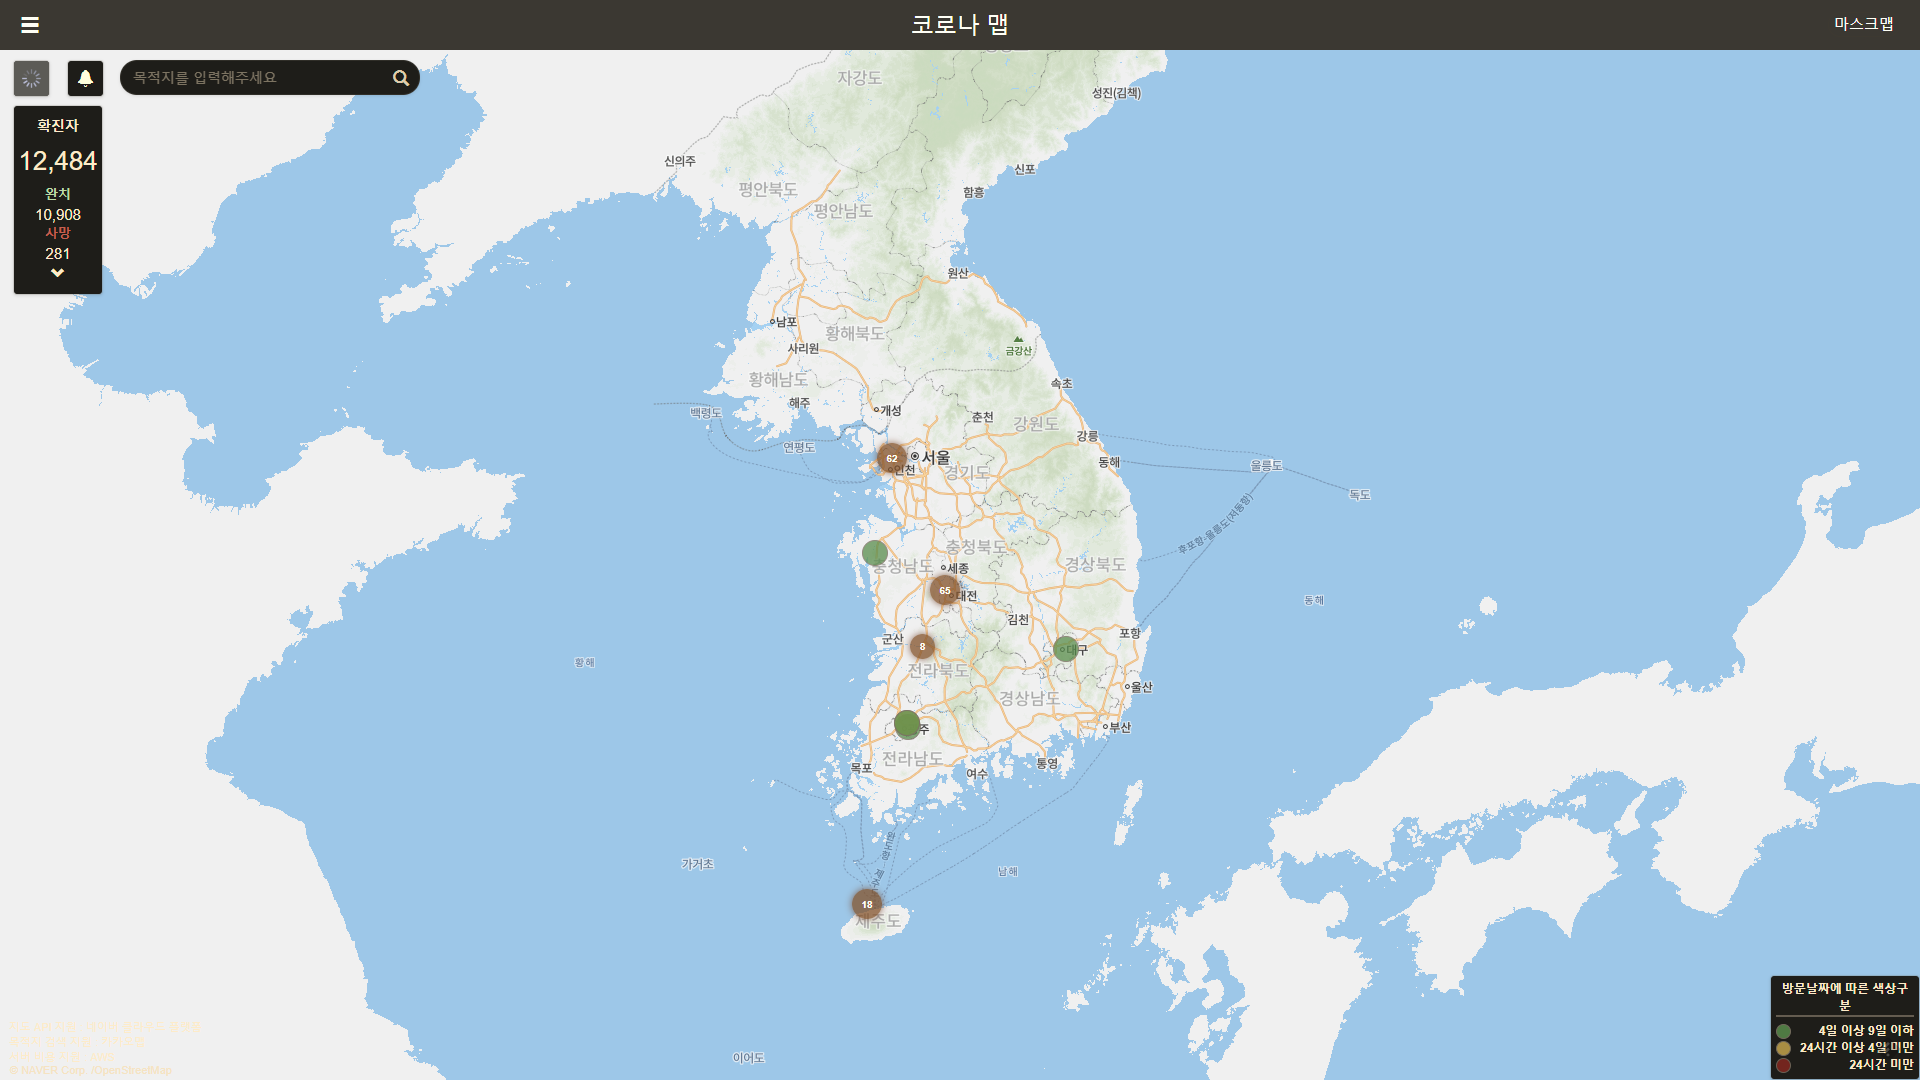 코로나 맵
마스크맵
목적지를 입력해주세요
확진자
12,484
완치
10,908
사망
281
자강도
성진(김책)
신의주
신포
평안북도
함흥
평안남도
원산
남포
황해북도
사리원
금강산
황해남도
속초
해주
개성
백령도
춘천
강원도
강릉
연평도
62
서울
동해
울릉도
인천
경기도
독도
후포항-울릉도(저동항)
충청북도
충청남도
세종
경상북도
65
대전
동해
김천
포항
군산
8
대구
황해
전라북도
울산
경상남도
주
부산
전라남도
목포
여수
통영
가거초
남해
18
제주도
이어도
방문날짜에 따른 색상구
분
4일 이상 9일 이하
24시간 이상 4일 미만
24시간 미만
© NAVER Corp. /OpenStreetMap